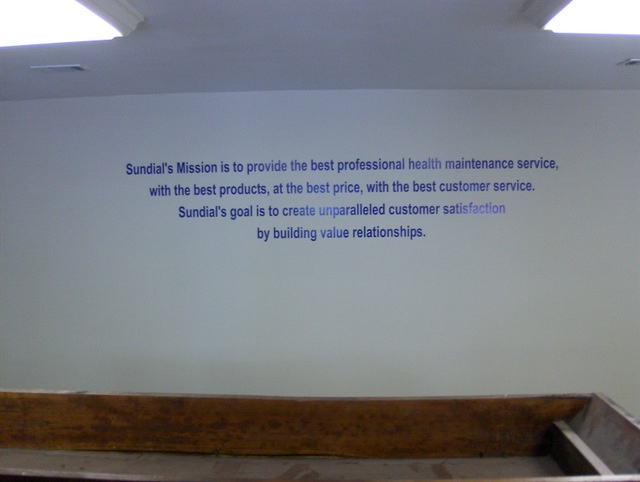 Sundial's Mission is to provide the best professional health maintenance service,
with the best products, at the best price, with the best customer service.
Sundial's goal is to create unparalleled customer satisfaction
by building value relationships.